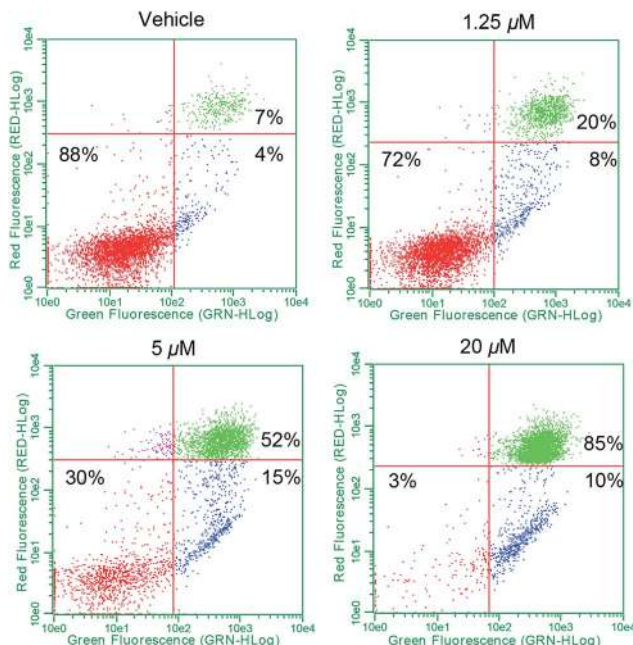 Vehicle
10e4
10e3
10e2
10e1
10e0
Red Fluorescence (RED-HLog)
7%
88%
4%
10e0
10e1
10e2
10e3
10e4
Green Fluorescence (GRN-HLog)
1.25 µM
10e4
10e3
10e2
10e1
10e0
Red Fluorescence (RED-HLog)
20%
72%
8%
10e0
10e1
10e2
10e3
10e4
Green Fluorescence (GRN-HLog)
5 µM
10e4
10e3
10e2
10e1
10e0
Red Fluorescence (RED-HLog)
52%
30%
15%
10e0
10e1
10e2
10e3
10e4
Green Fluorescence (GRN-HLog)
20 µM
10e4
10e3
10e2
10e1
10e0
Red Fluorescence (RED-HLog)
85%
3%
10%
10e0
10e1
10e2
10e3
10e4
Green Fluorescence (GRN-HLog)